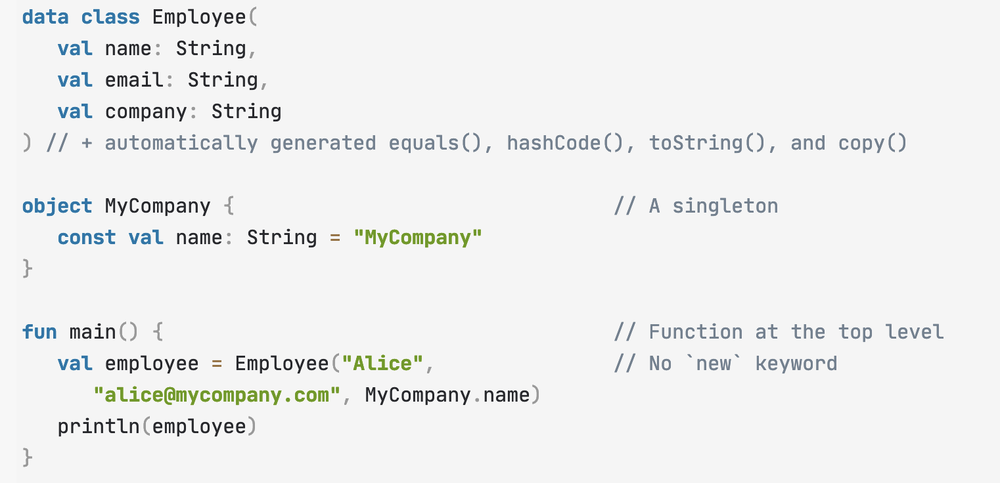 data class Employee(
   val name: String,
   val email: String,
   val company: String
) // + automatically generated equals(), hashCode(), toString(), and copy()

object MyCompany {                                // A singleton
   const val name: String = "MyCompany"
}

fun main() {                                      // Function at the top level
   val employee = Employee("Alice",               // No `new` keyword
      "alice@mycompany.com", MyCompany.name)
   println(employee)
}